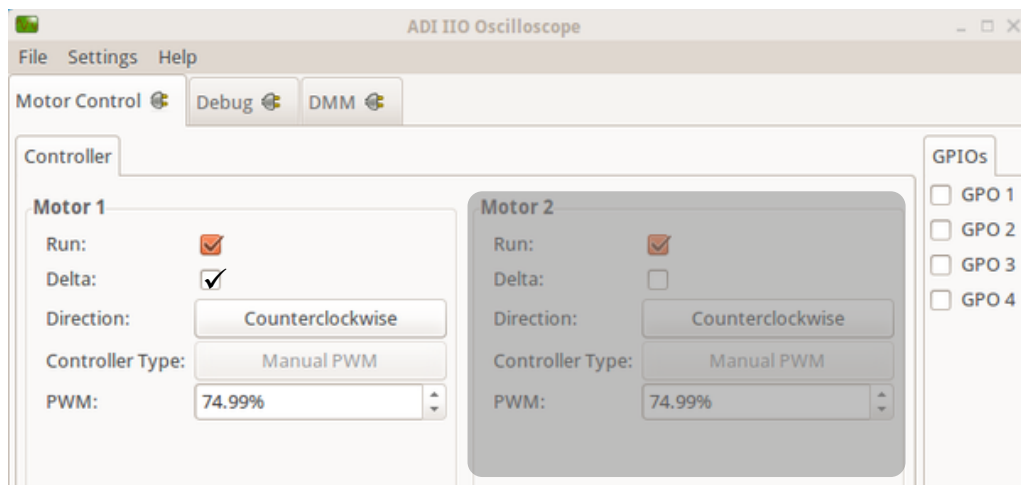 ADI IIO Oscilloscope
File Settings Help
Motor Control Debug DMM
Controller
GPIOs
Motor 1
Run:
Delta:
Direction: Counterclockwise
Controller Type: Manual PWM
PWM: 74.99%
Motor 2
Run:
Delta:
Direction: Counterclockwise
Controller Type: Manual PWM
PWM: 74.99%
GPO 1
GPO 2
GPO 3
GPO 4